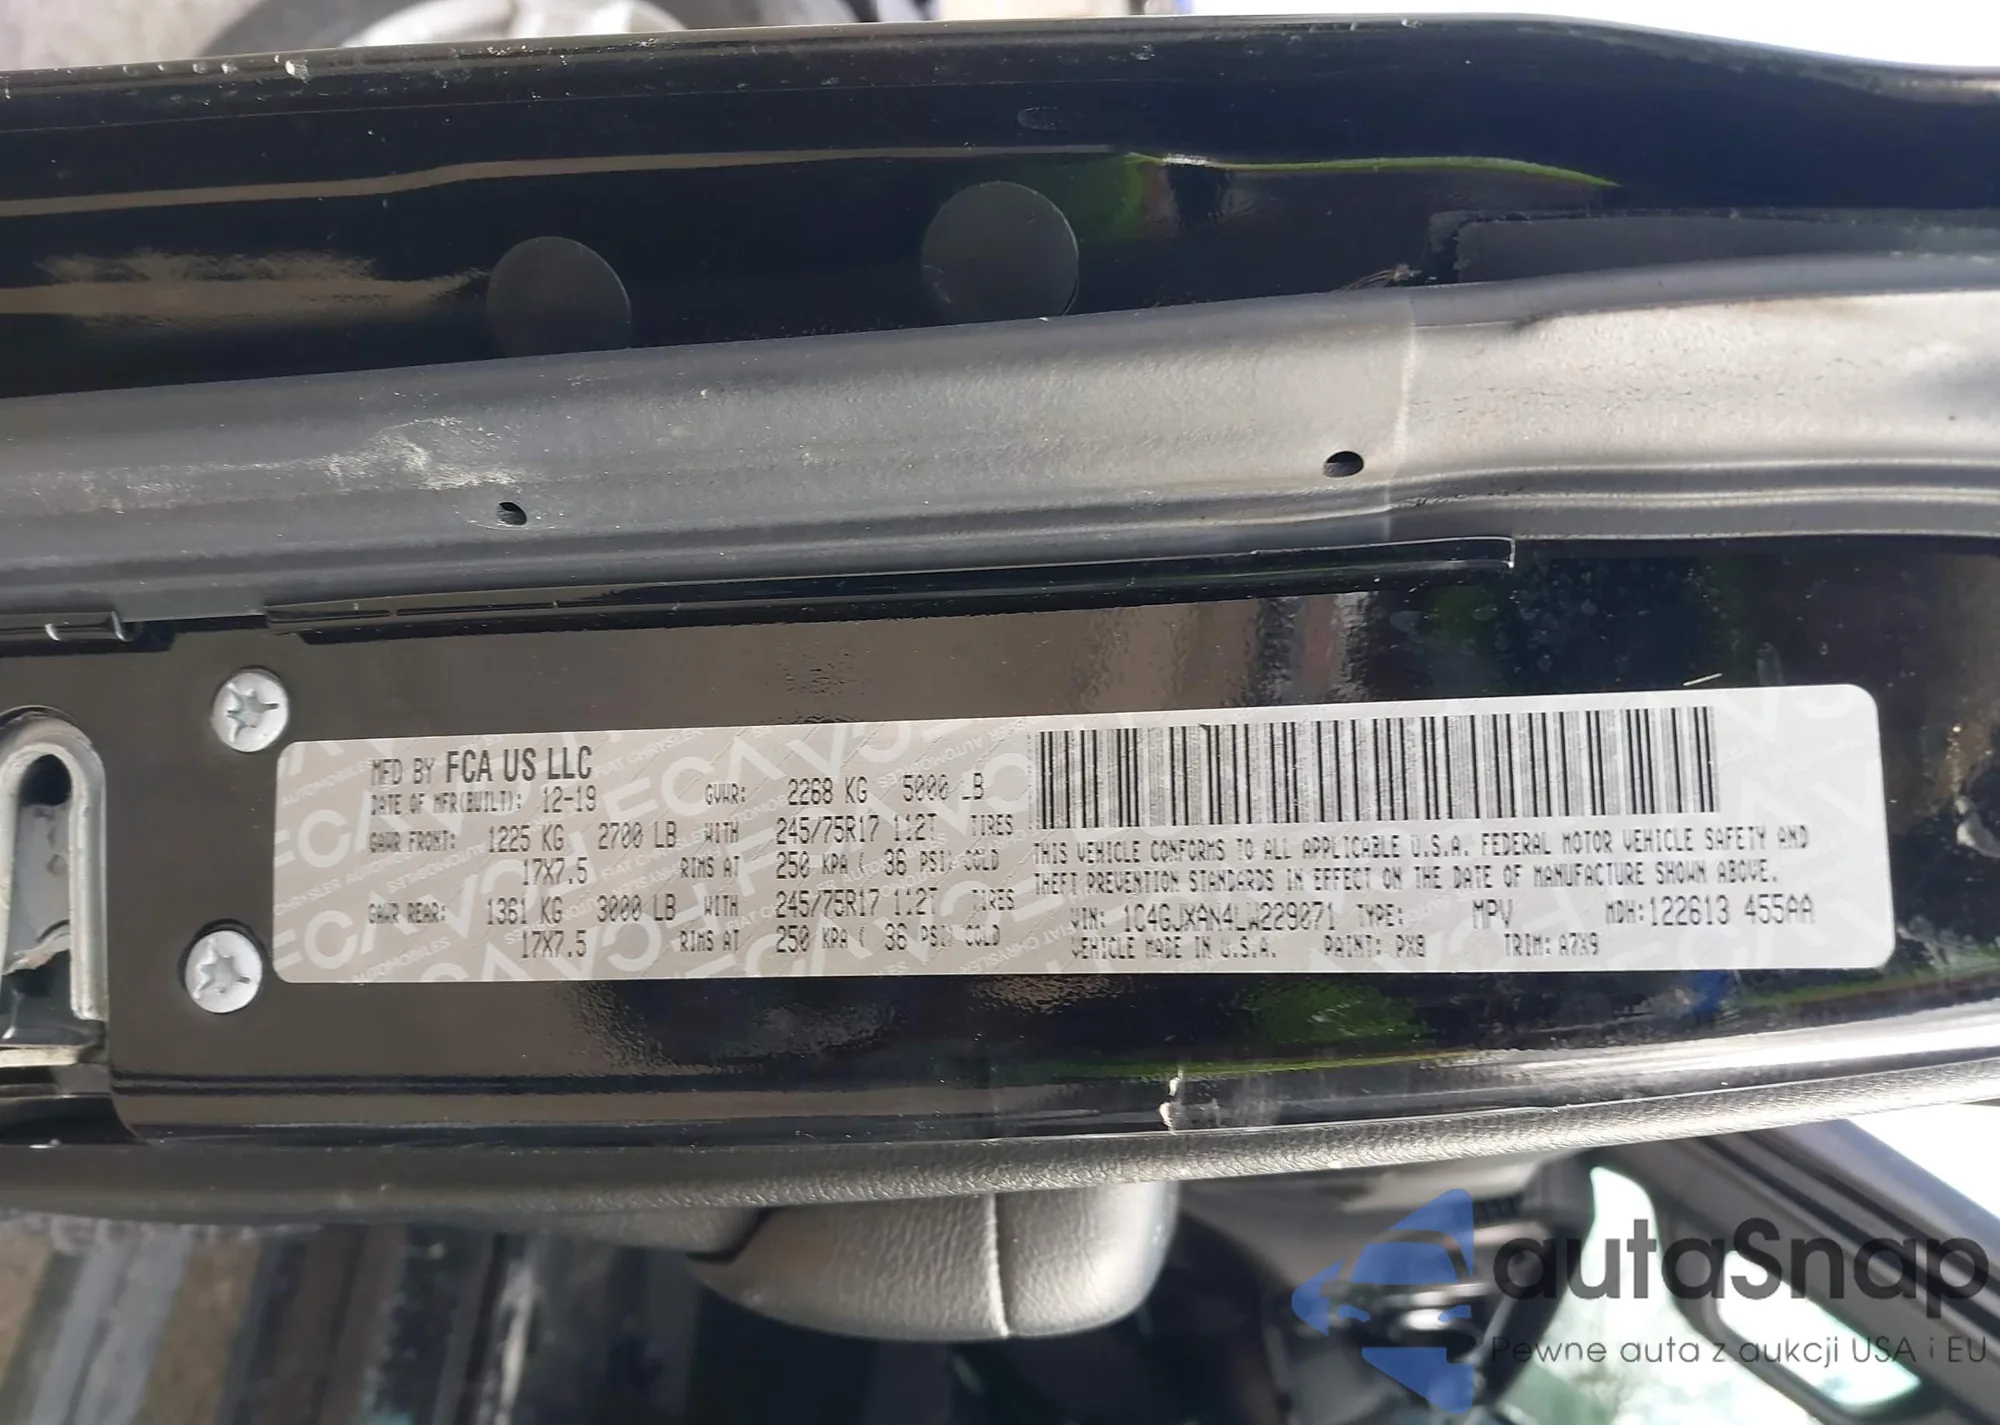 MFD BY FCA US LLC
DATE OF MFR(BUILT): 12-19 GVWR: 2268 KG 5000 LB
GAWR FRONT: 1225 KG 2700 LB WITH 245/75R17 112T TIRES
17X7.5 RIMS AT 250 KPA ( 36 PSI) COLD
GAWR REAR: 1361 KG 3000 LB WITH 245/75R17 112T TIRES
17X7.5 RIMS AT 250 KPA ( 36 PSI) COLD
THIS VEHICLE CONFORMS TO ALL APPLICABLE U.S.A. FEDERAL MOTOR VEHICLE SAFETY AND
THEFT PREVENTION STANDARDS IN EFFECT ON THE DATE OF MANUFACTURE SHOWN ABOVE.
VIN: 1C4GJXAN4LW229071 TYPE: MPV MDH:122613 455AA
VEHICLE MADE IN U.S.A. PAINT: PX8 TRIM: A7X9
autaSnap
Pewne auta z aukcji USA i EU